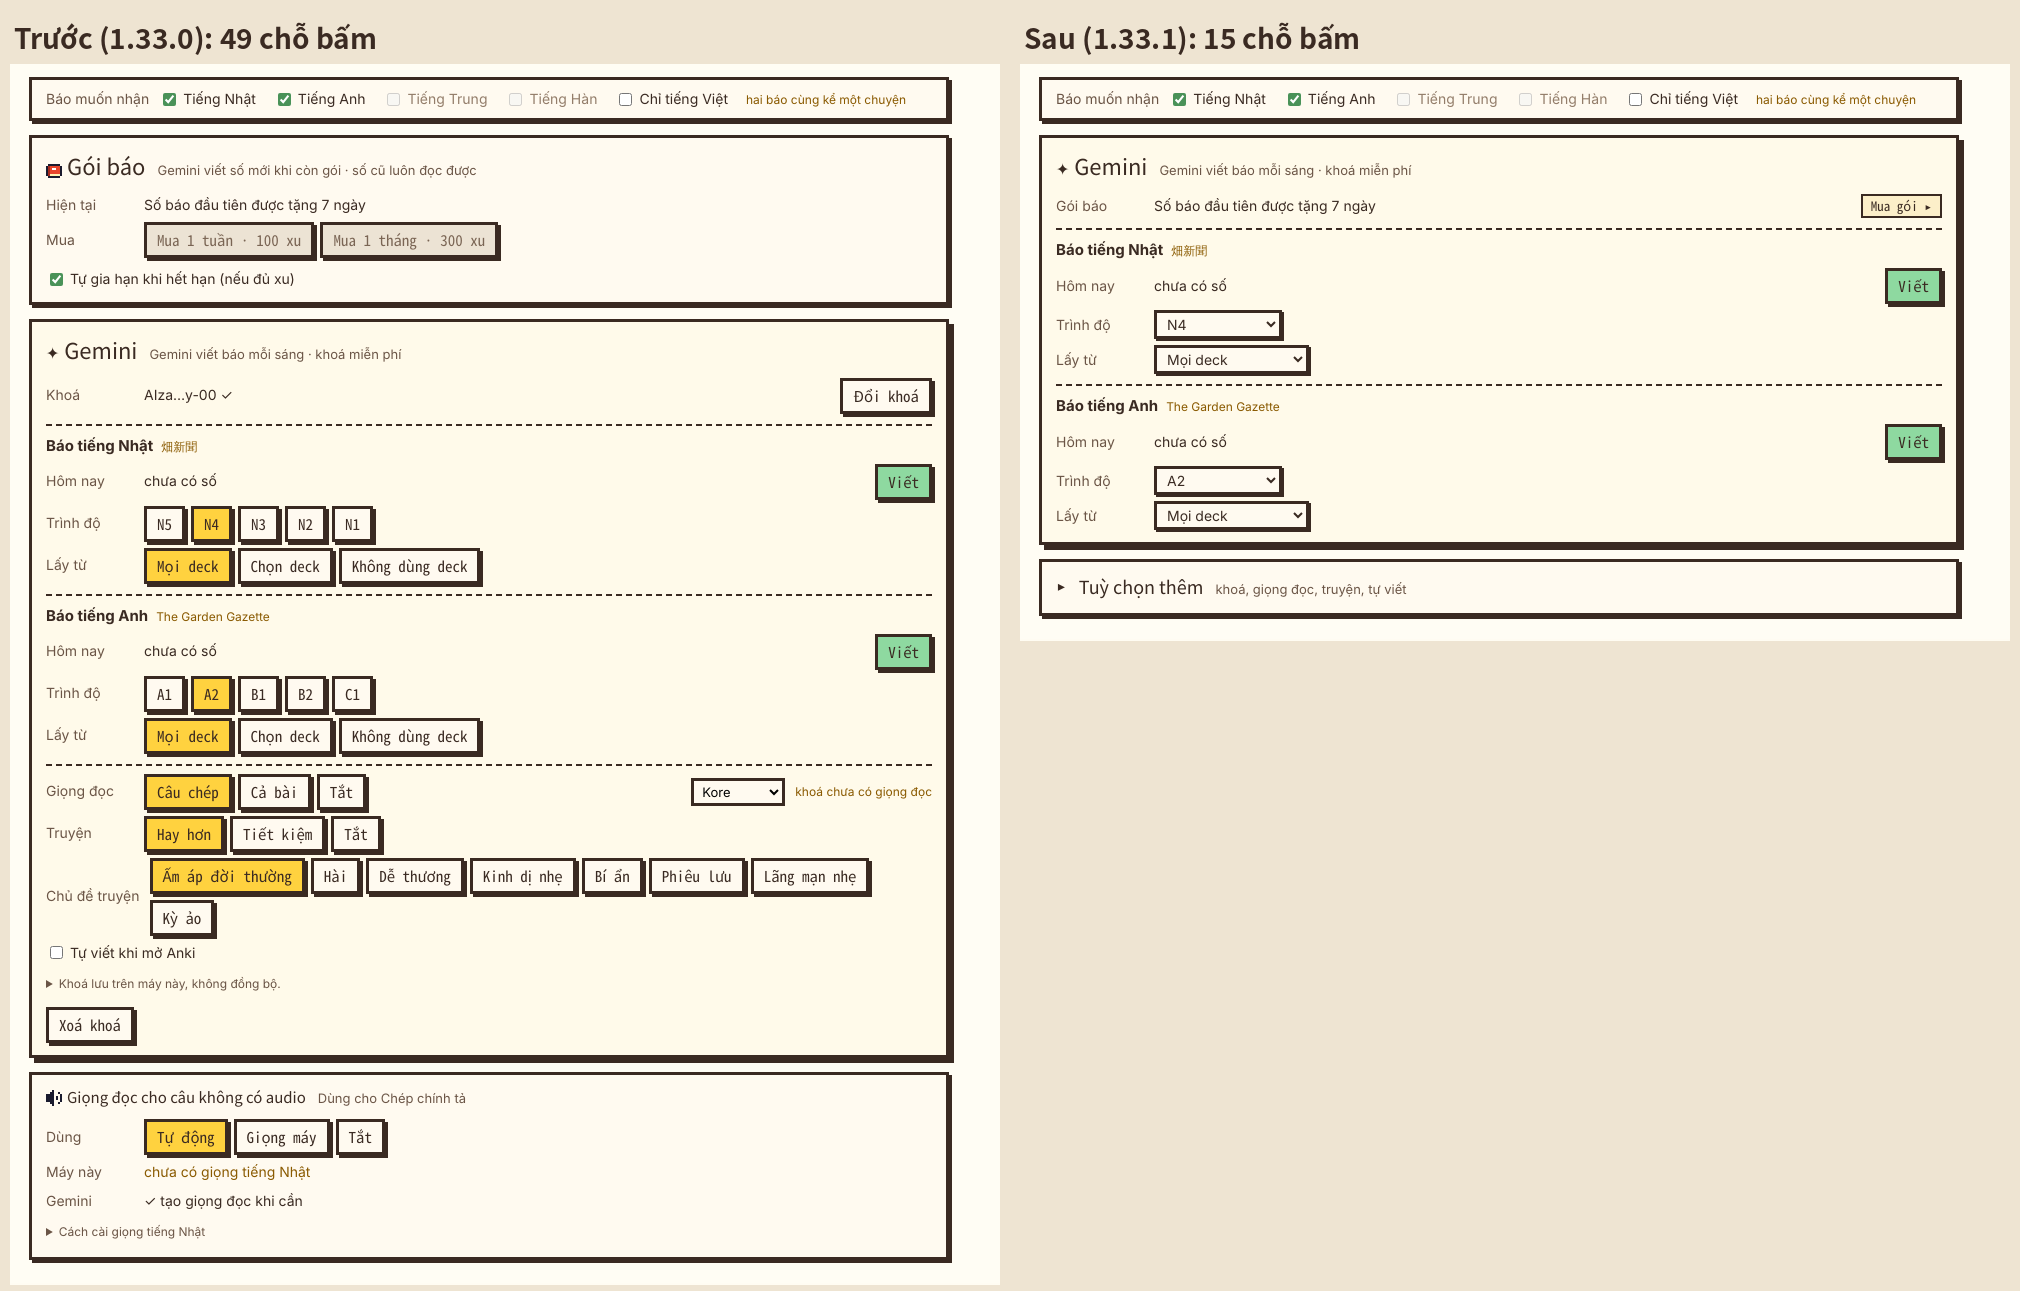 Trước (1.33.0): 49 chỗ bấm
Báo muốn nhận Tiếng Nhật Tiếng Anh Tiếng Trung Tiếng Hàn Chỉ tiếng Việt hai báo cùng kể một chuyện
Gói báo Gemini viết số mới khi còn gói · số cũ luôn đọc được
Hiện tại Số báo đầu tiên được tặng 7 ngày
Mua Mua 1 tuần · 100 xu Mua 1 tháng · 300 xu
Tự gia hạn khi hết hạn (nếu đủ xu)
Gemini Gemini viết báo mỗi sáng · khoá miễn phí
Khoá AIza...y-00 ✓ Đổi khoá
Báo tiếng Nhật 畑新聞
Hôm nay chưa có số Viết
Trình độ N5 N4 N3 N2 N1
Lấy từ Mọi deck Chọn deck Không dùng deck
Báo tiếng Anh The Garden Gazette
Hôm nay chưa có số Viết
Trình độ A1 A2 B1 B2 C1
Lấy từ Mọi deck Chọn deck Không dùng deck
Giọng đọc Câu chép Cả bài Tắt Kore khoá chưa có giọng đọc
Truyện Hay hơn Tiết kiệm Tắt
Chủ đề truyện Ấm áp đời thường Hài Dễ thương Kinh dị nhẹ Bí ẩn Phiêu lưu Lãng mạn nhẹ
Kỳ ảo
Tự viết khi mở Anki
Khoá lưu trên máy này, không đồng bộ.
Xoá khoá
Giọng đọc cho câu không có audio Dùng cho Chép chính tả
Dùng Tự động Giọng máy Tắt
Máy này chưa có giọng tiếng Nhật
Gemini ✓ tạo giọng đọc khi cần
Cách cài giọng tiếng Nhật
Sau (1.33.1): 15 chỗ bấm
Báo muốn nhận Tiếng Nhật Tiếng Anh Tiếng Trung Tiếng Hàn Chỉ tiếng Việt hai báo cùng kể một chuyện
Gemini Gemini viết báo mỗi sáng · khoá miễn phí
Gói báo Số báo đầu tiên được tặng 7 ngày Mua gói ▸
Báo tiếng Nhật 畑新聞
Hôm nay chưa có số Viết
Trình độ N4
Lấy từ Mọi deck
Báo tiếng Anh The Garden Gazette
Hôm nay chưa có số Viết
Trình độ A2
Lấy từ Mọi deck
Tuỳ chọn thêm khoá, giọng đọc, truyện, tự viết